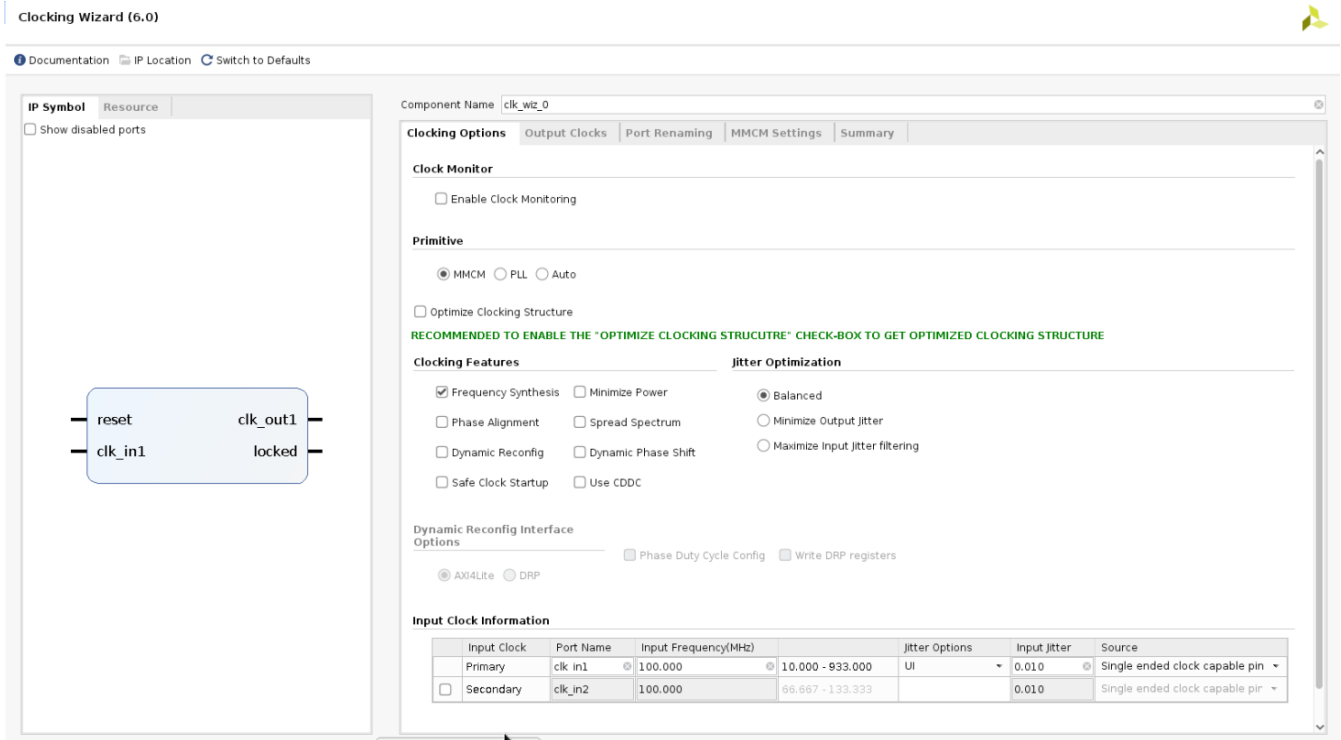 Clocking Wizard (6.0)
Documentation IP Location Switch to Defaults
IP Symbol Resource
Show disabled ports
reset clk_out1
clk_in1 locked
Component Name clk_wiz_0
Clocking Options Output Clocks Port Renaming MMCM Settings Summary
Clock Monitor
Enable Clock Monitoring
Primitive
MMCM PLL Auto
Optimize Clocking Structure
RECOMMENDED TO ENABLE THE "OPTIMIZE CLOCKING STRUCUTRE" CHECK-BOX TO GET OPTIMIZED CLOCKING STRUCTURE
Clocking Features Jitter Optimization
Frequency Synthesis Minimize Power Balanced
Phase Alignment Spread Spectrum Minimize Output Jitter
Dynamic Reconfig Dynamic Phase Shift Maximize Input Jitter filtering
Safe Clock Startup Use CDDC
Dynamic Reconfig Interface
Options
Phase Duty Cycle Config Write DRP registers
AXI4Lite DRP
Input Clock Information
Input Clock Port Name Input Frequency(MHz) Jitter Options Input Jitter Source
Primary clk_in1 100.000 10.000 - 933.000 UI 0.010 Single ended clock capable pin
Secondary clk_in2 100.000 66.667 - 133.333 0.010 Single ended clock capable pin